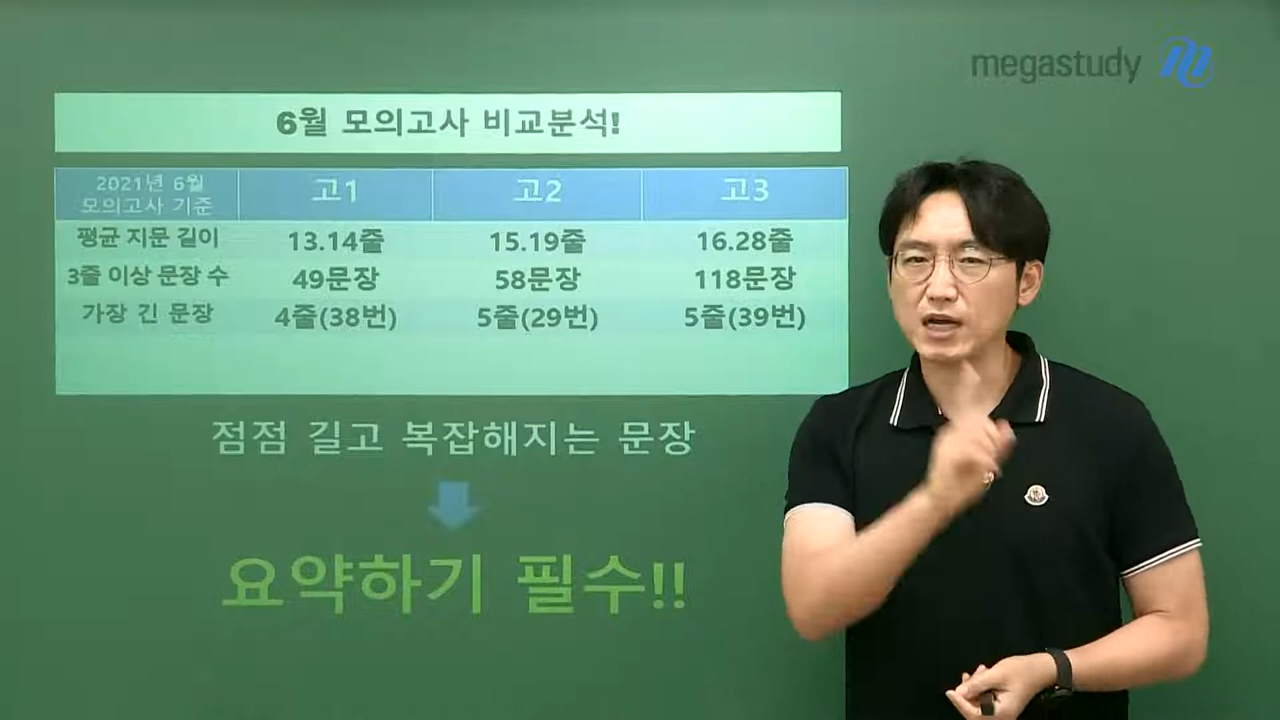 megastudy
6월 모의고사 비교분석!
2021년 6월
모의고사 기준
고1
고2
고3
평균 지문 길이
13.14줄
15.19줄
16.28줄
3줄 이상 문장 수
49문장
58문장
118문장
가장 긴 문장
4줄(38번)
5줄(29번)
5줄(39번)
점점 길고 복잡해지는 문장
요약하기 필수!!